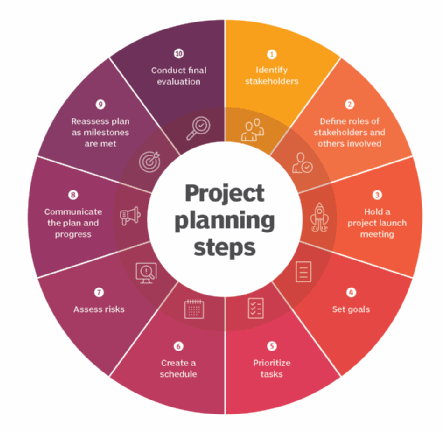 Project
planning
steps
1
Identify
stakeholders
2
Define roles of
stakeholders and
others involved
3
Hold a
project launch
meeting
4
Set goals
5
Prioritize
tasks
6
Create a
schedule
7
Assess risks
8
Communicate
the plan and
progress
9
Reassess plan
as milestones
are met
10
Conduct final
evaluation